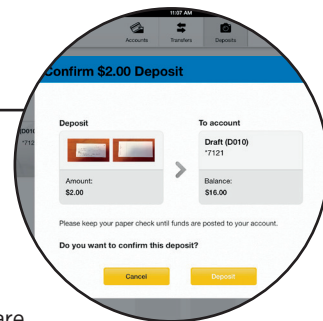 11:07 AM
Accounts
Transfers
Deposits
Confirm $2.00 Deposit
Deposit
To account
Draft (D010)
*7121
Amount:
$2.00
Balance:
$16.00
Please keep your paper check until funds are posted to your account.
Do you want to confirm this deposit?
Cancel
Deposit
are